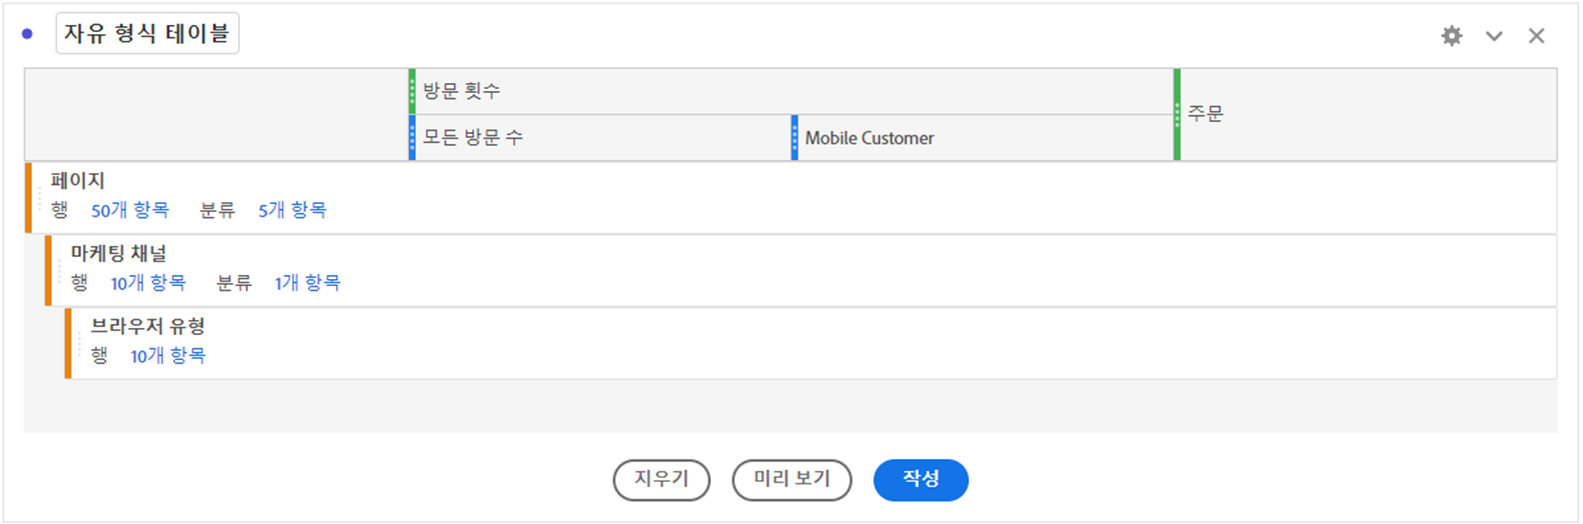 자유 형식 테이블
방문 횟수
주문
모든 방문 수 Mobile Customer
페이지
행 50개 항목 분류 5개 항목
마케팅 채널
행 10개 항목 분류 1개 항목
브라우저 유형
행 10개 항목
지우기 미리 보기 작성